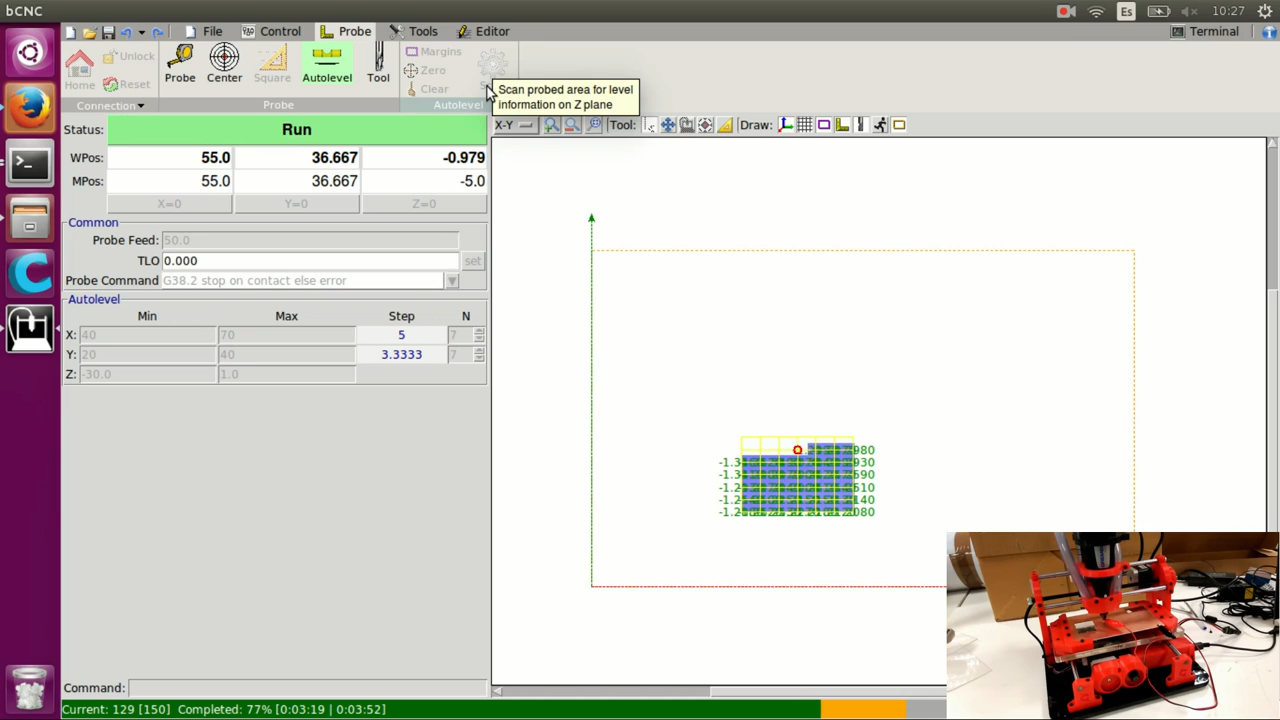 bCNC
Es
10:27
File
Control
Probe
Tools
Editor
Terminal
Home
Unlock
Reset
Connection
Probe
Center
Square
Autolevel
Tool
Probe
Margins
Zero
Clear
Autolevel
Scan probed area for level
information on Z plane
Status:
Run
X-Y
Tool:
Draw:
WPos:
55.0
36.667
-0.979
MPos:
55.0
36.667
-5.0
X=0
Y=0
Z=0
Common
Probe Feed:
50.0
TLO
0.000
set
Probe Command
G38.2 stop on contact else error
Autolevel
Min
Max
Step
N
X:
40
70
5
7
Y:
20
40
3.3333
7
Z:
-30.0
1.0
Command:
Current: 129 [150] Completed: 77% [0:03:19 | 0:03:52]